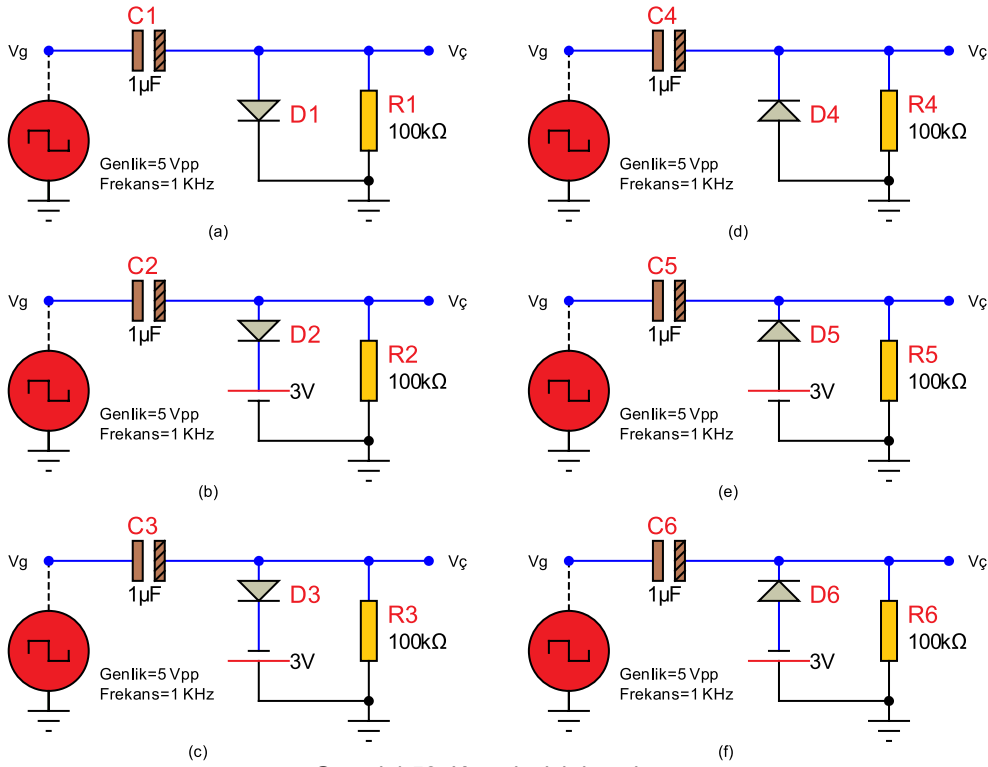 C1
Vg
Vç
1µF
D1
R1
100kΩ
Genlik=5 Vpp
Frekans=1 KHz
(a)
C4
Vg
Vç
1µF
D4
R4
100kΩ
Genlik=5 Vpp
Frekans=1 KHz
(d)
C2
Vg
Vç
1µF
D2
R2
3V
100kΩ
Genlik=5 Vpp
Frekans=1 KHz
(b)
C5
Vg
Vç
1µF
D5
R5
3V
100kΩ
Genlik=5 Vpp
Frekans=1 KHz
(e)
C3
Vg
Vç
1µF
D3
R3
100kΩ
3V
Genlik=5 Vpp
Frekans=1 KHz
(c)
C6
Vg
Vç
1µF
D6
R6
100kΩ
3V
Genlik=5 Vpp
Frekans=1 KHz
(f)